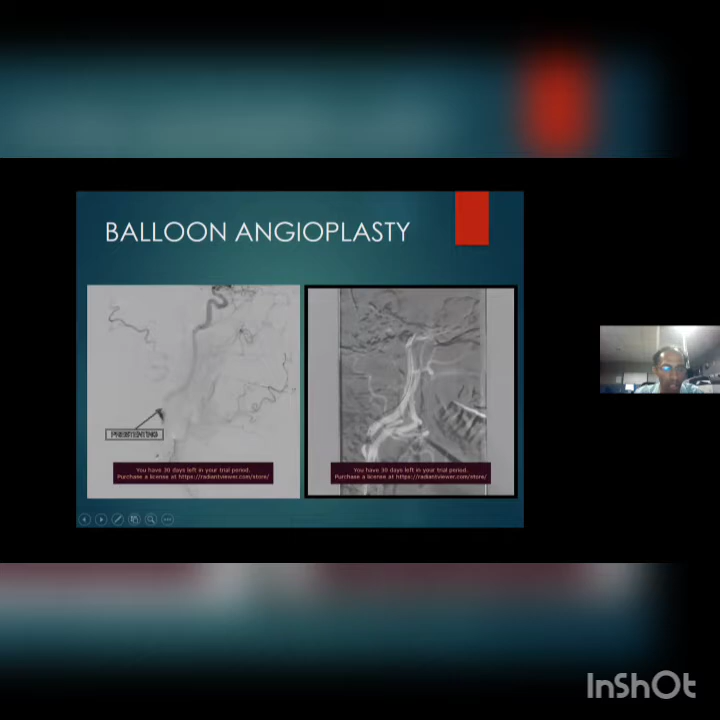 BALLOON ANGIOPLASTY
PRESTENTING
You have 30 days left in your trial period.
Purchase a license at https://radiantviewer.com/store/
You have 30 days left in your trial period.
Purchase a license at https://radiantviewer.com/store/
InShOt